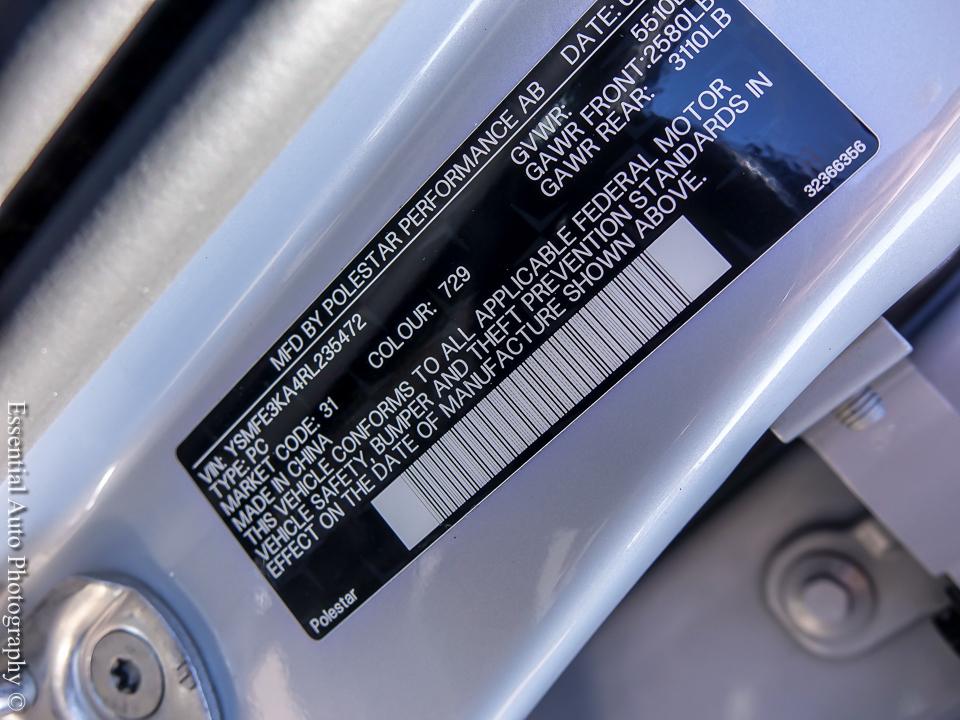 MFD BY POLESTAR PERFORMANCE AB DATE:
VIN: YSMFE3KA4RL235472
GVWR: 5510L
TYPE: PC COLOUR: 729
GAWR FRONT:2580LB
MARKET CODE: 31
GAWR REAR: 3110LB
MADE IN CHINA
THIS VEHICLE CONFORMS TO ALL APPLICABLE FEDERAL MOTOR
VEHICLE SAFETY BUMPER AND THEFT PREVENTION STANDARDS IN
EFFECT ON THE DATE OF MANUFACTURE SHOWN ABOVE.
Polestar
32366356
Essential Auto Photography ©